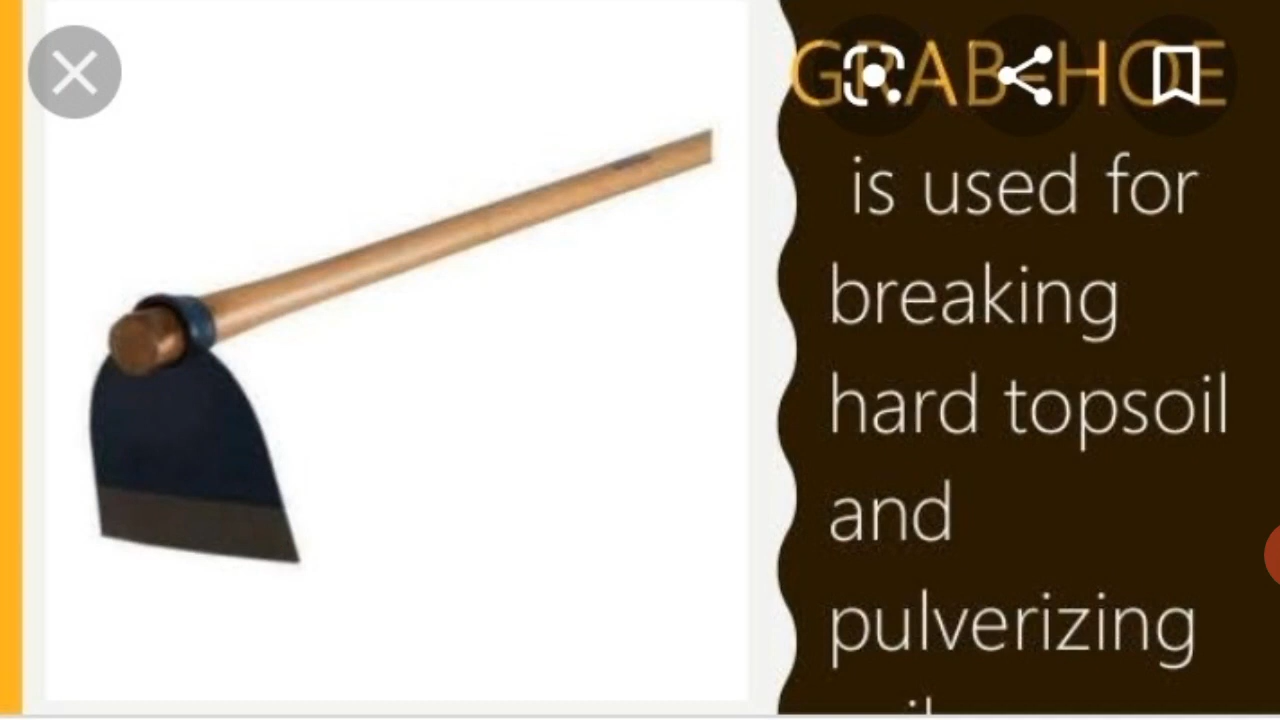 GRAB-HOE
is used for
breaking
hard topsoil
and
pulverizing